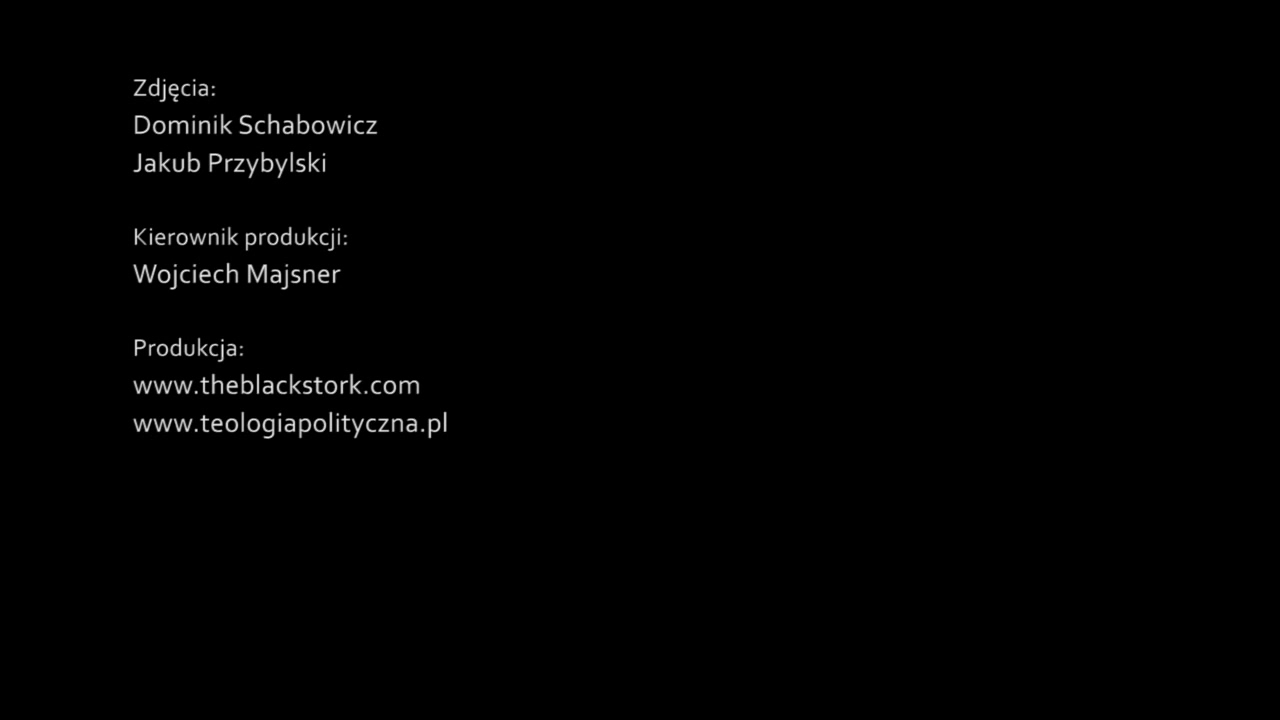 Zdjęcia:
Dominik Schabowicz
Jakub Przybylski
Kierownik produkcji:
Wojciech Majsner
Produkcja:
www.theblackstork.com
www.teologiapolityczna.pl